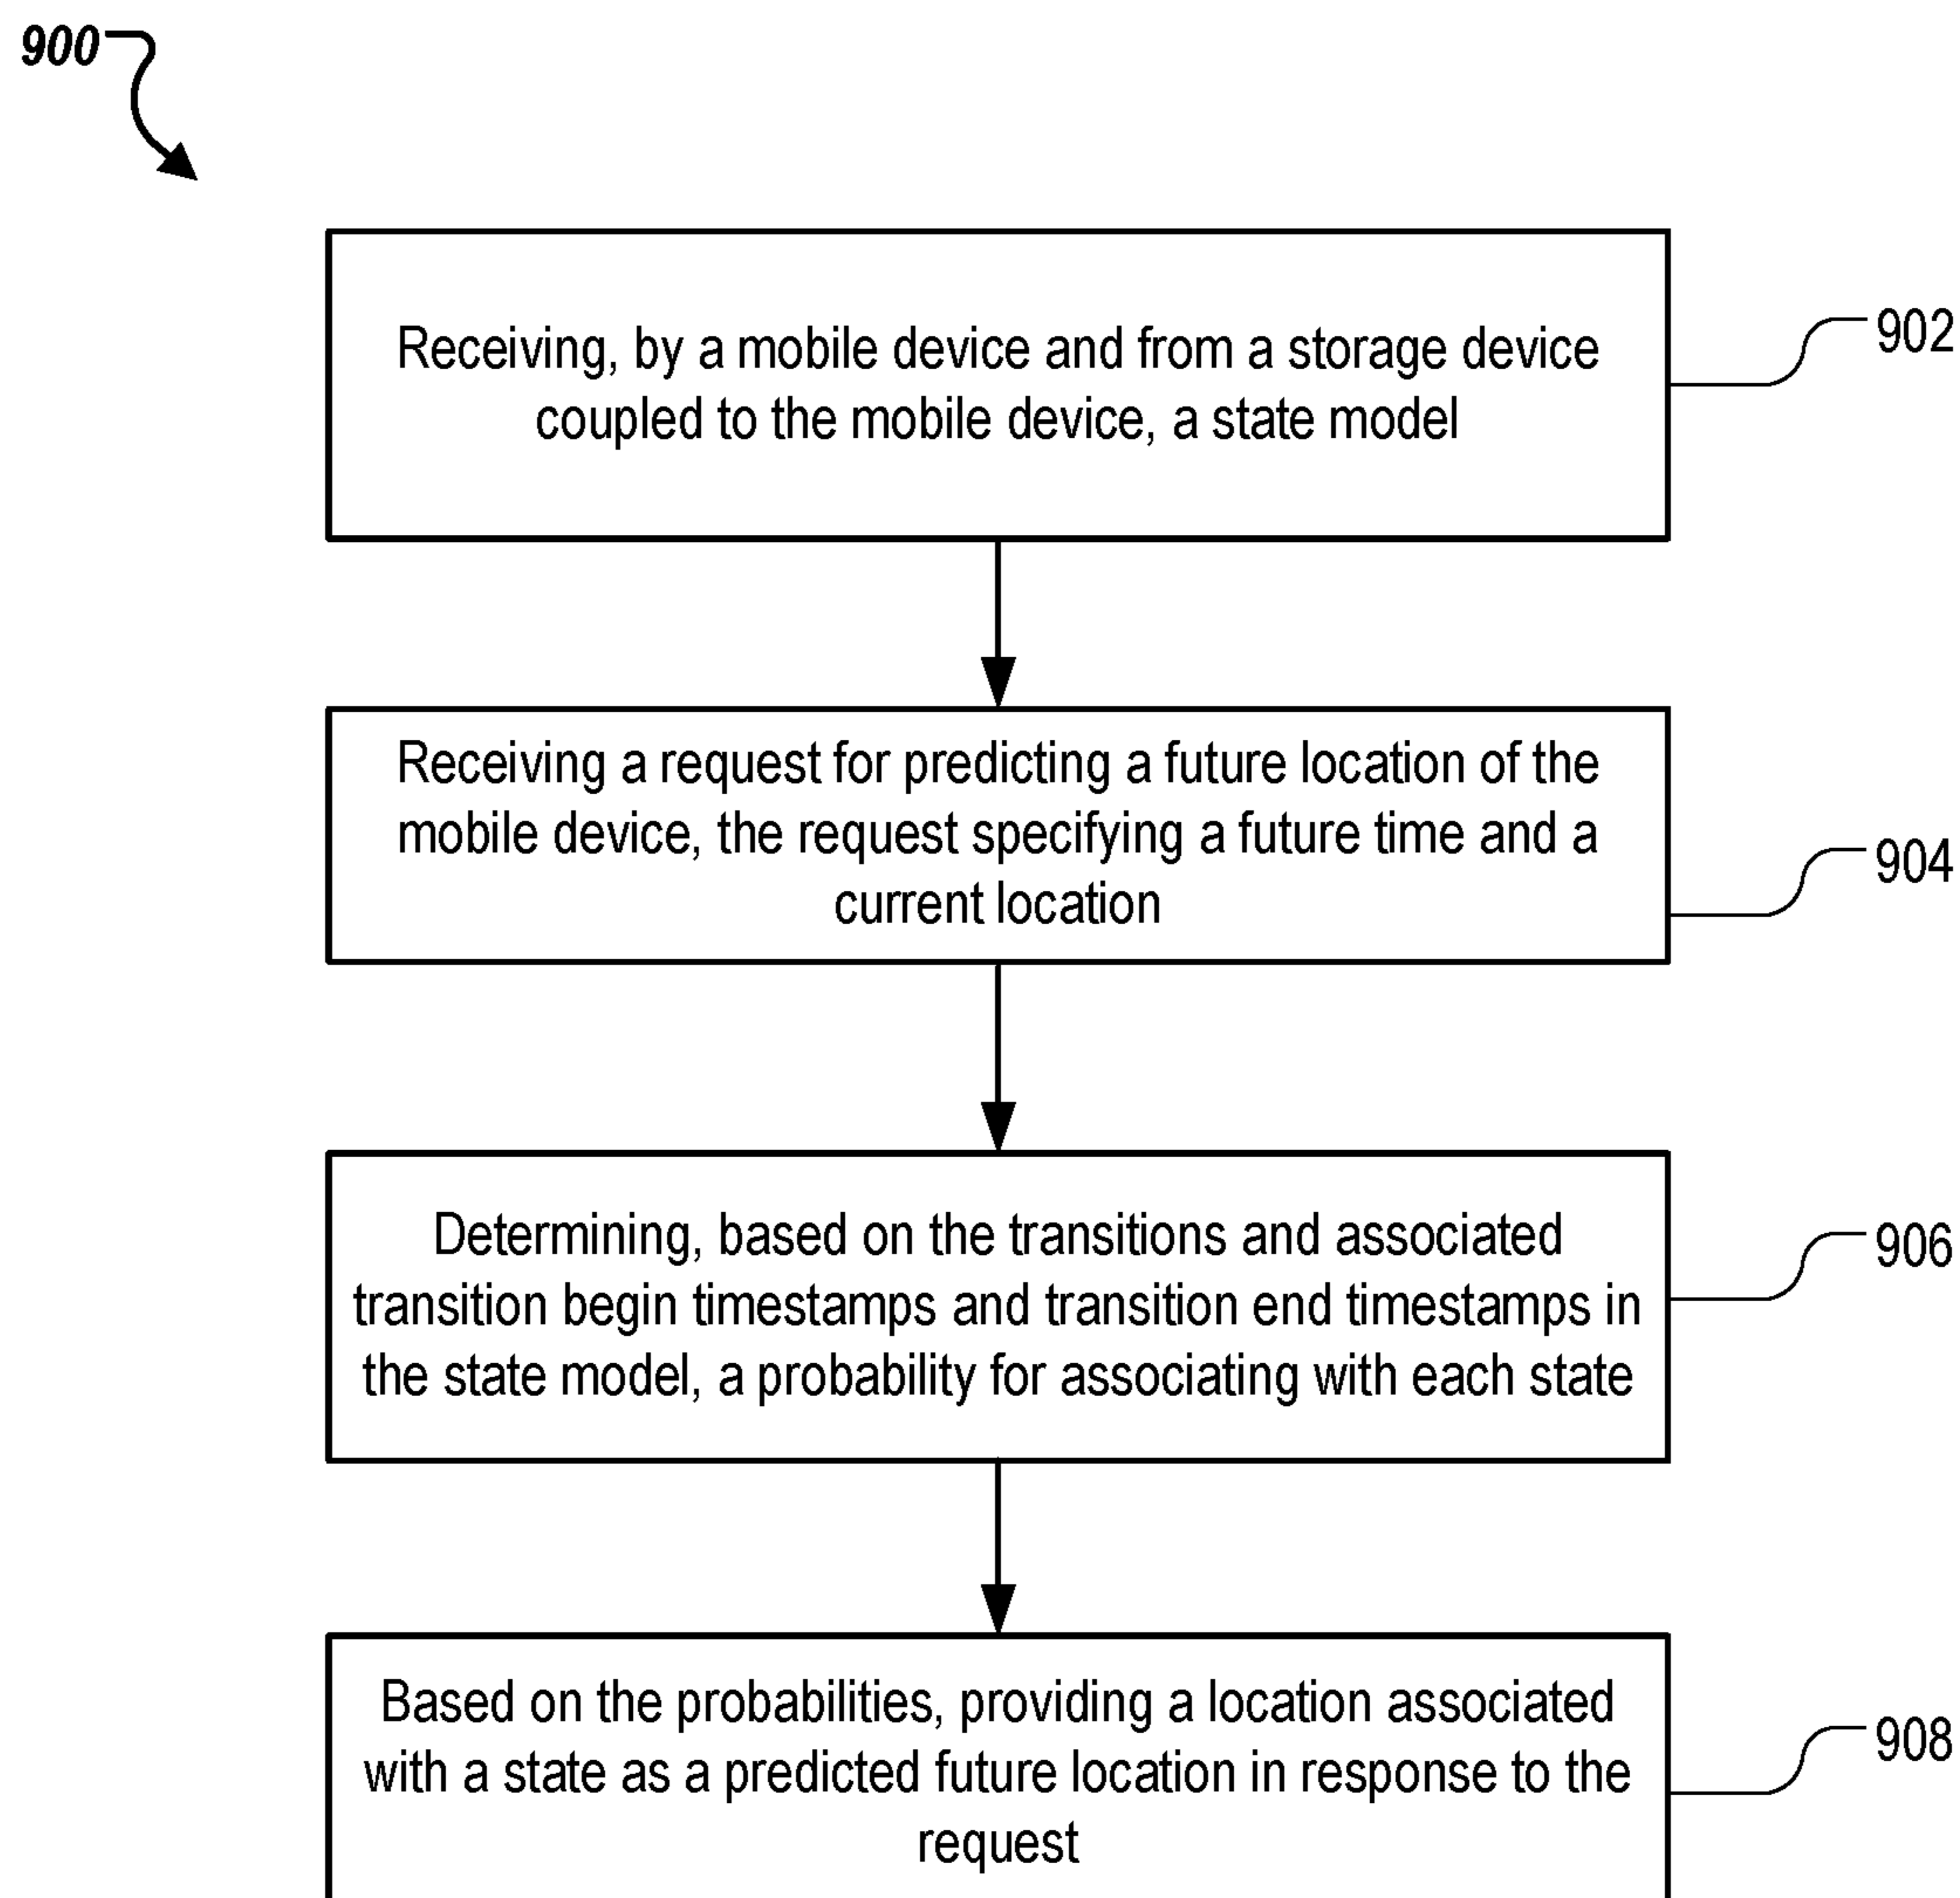 900
Receiving, by a mobile device and from a storage device
coupled to the mobile device, a state model
902
Receiving a request for predicting a future location of the
mobile device, the request specifying a future time and a
current location
904
Determining, based on the transitions and associated
transition begin timestamps and transition end timestamps in
the state model, a probability for associating with each state
906
Based on the probabilities, providing a location associated
with a state as a predicted future location in response to the
request
908